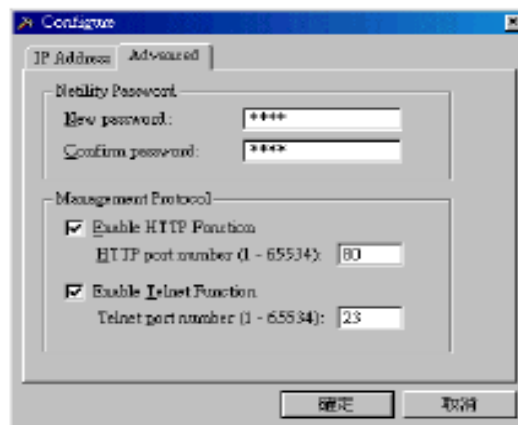 Configure
IP Address Advanced
Netility Password
New password: ****
Confirm password: ****
Management Protocol
Enable HTTP Function
HTTP port number (1 - 65534): 80
Enable Telnet Function
Telnet port number (1 - 65534): 23
確定 取消